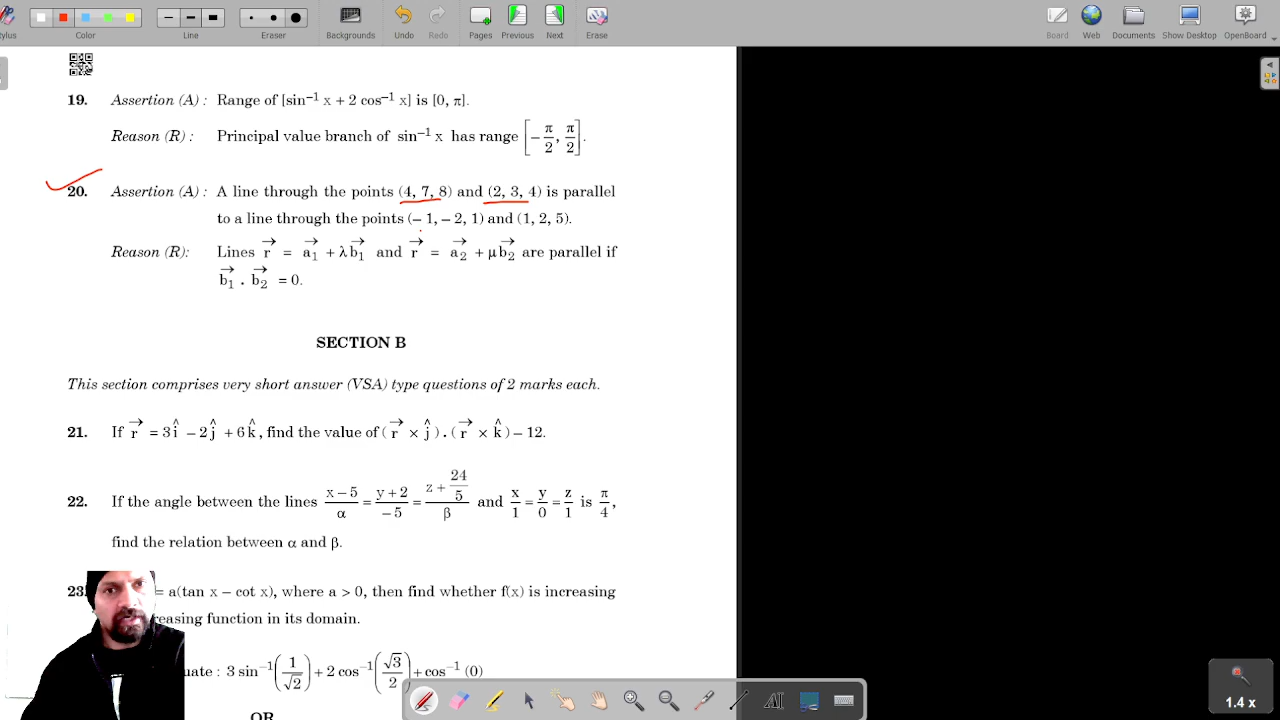 Stylus
Color
Line
Eraser
Backgrounds
Undo
Redo
Pages
Previous
Next
Erase
Board
Web
Documents
Show Desktop
OpenBoard
19. Assertion (A) : Range of [sin⁻¹ x + 2 cos⁻¹ x] is [0, π].
Reason (R) : Principal value branch of sin⁻¹ x has range [−π/2, π/2].
20. Assertion (A) : A line through the points (4, 7, 8) and (2, 3, 4) is parallel
to a line through the points (− 1, − 2, 1) and (1, 2, 5).
Reason (R): Lines r⃗ = a⃗₁ + λb⃗₁ and r⃗ = a⃗₂ + μb⃗₂ are parallel if
b⃗₁ . b⃗₂ = 0.
SECTION B
This section comprises very short answer (VSA) type questions of 2 marks each.
21. If r⃗ = 3î − 2ĵ + 6k̂, find the value of (r⃗ × ĵ) . (r⃗ × k̂) − 12.
22. If the angle between the lines (x − 5)/α = (y + 2)/− 5 = (z + 24/5)/β and x/1 = y/0 = z/1 is π/4,
find the relation between α and β.
23. = a(tan x − cot x), where a > 0, then find whether f(x) is increasing
function in its domain.
: 3 sin⁻¹(1/√2) + 2 cos⁻¹(√3/2) + cos⁻¹ (0)
OR
1.4 x